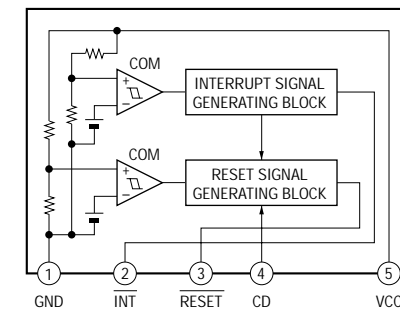 COM
+
−
INTERRUPT SIGNAL
GENERATING BLOCK
COM
+
−
RESET SIGNAL
GENERATING BLOCK
1 2 3 4 5
GND INT RESET CD VCC